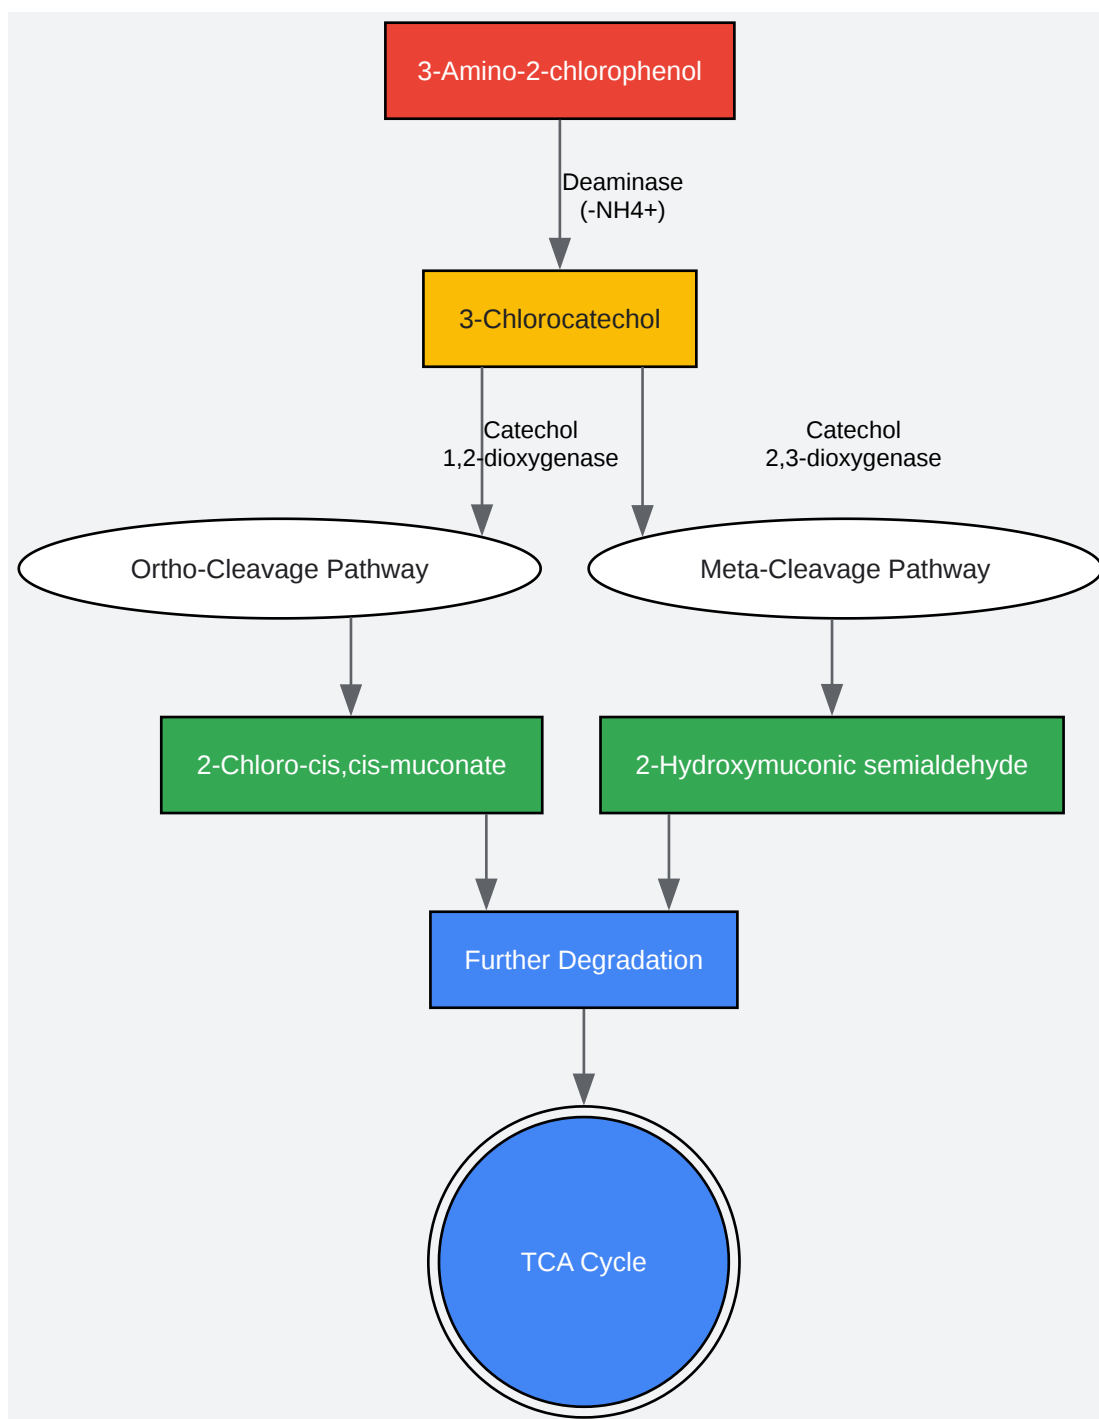 3-Amino-2-chlorophenol
Deaminase
(-NH4+)
3-Chlorocatechol
Catechol
1,2-dioxygenase
Catechol
2,3-dioxygenase
Ortho-Cleavage Pathway
Meta-Cleavage Pathway
2-Chloro-cis,cis-muconate
2-Hydroxymuconic semialdehyde
Further Degradation
TCA Cycle